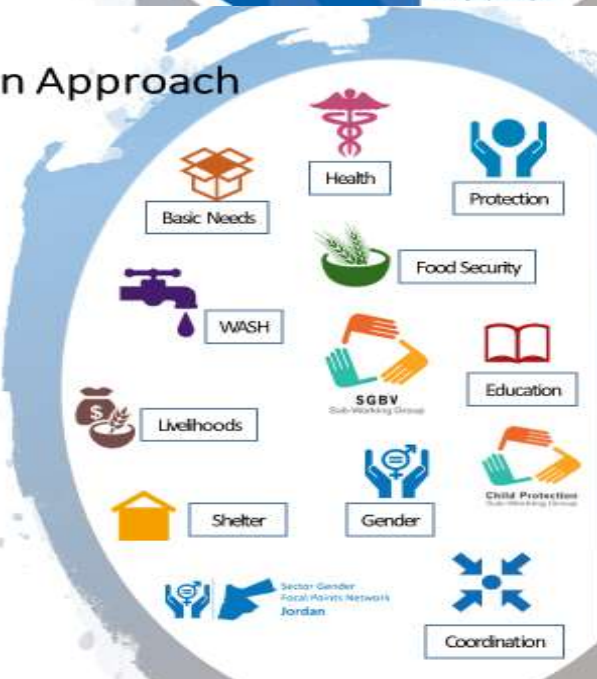 n Approach
Health
Protection
Basic Needs
Food Security
WASH
SGBV
Sub-Working Group
Education
Livelihoods
Child Protection
Sub-Working Group
Shelter
Gender
Sector Gender
Focal Points Network
Jordan
Coordination